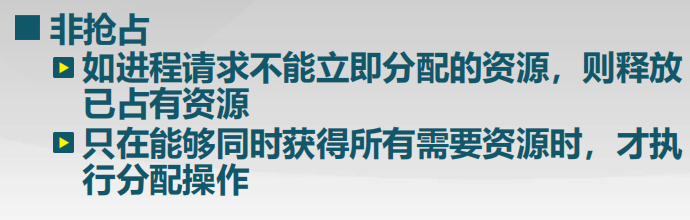 非抢占
如进程请求不能立即分配的资源，则释放
已占有资源
只在能够同时获得所有需要资源时，才执
行分配操作